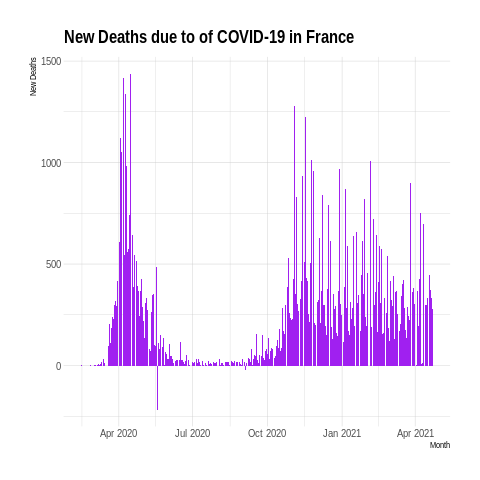 New Deaths due to of COVID-19 in France
New Deaths
1500
1000
500
0
Apr 2020 Jul 2020 Oct 2020 Jan 2021 Apr 2021
Month